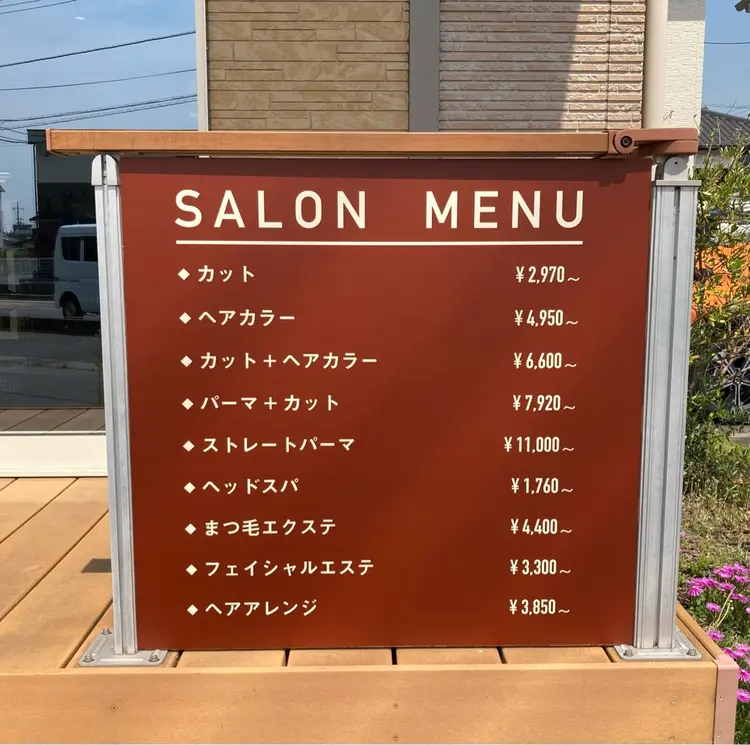 SALON MENU
◆ カット ¥2,970〜
◆ ヘアカラー ¥4,950〜
◆ カット＋ヘアカラー ¥6,600〜
◆ パーマ＋カット ¥7,920〜
◆ ストレートパーマ ¥11,000〜
◆ ヘッドスパ ¥1,760〜
◆ まつ毛エクステ ¥4,400〜
◆ フェイシャルエステ ¥3,300〜
◆ ヘアアレンジ ¥3,850〜